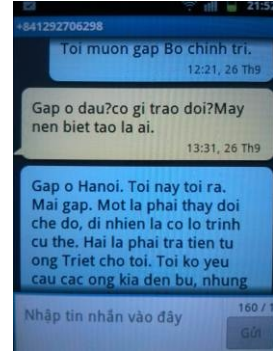 21:52
+841292706298
Toi muon gap Bo chinh tri.
12:21, 26 Th9
Gap o dau?co gi trao doi?May
nen biet tao la ai.
13:31, 26 Th9
Gap o Hanoi. Toi nay toi ra.
Mai gap. Mot la phai thay doi
che do, di nhien la co lo trinh
cu the. Hai la phai tra tien tu
ong Triet cho toi. Toi ko yeu
cau cac ong kia den bu, nhung
160 / 1
Nhập tin nhắn vào đây
Gửi